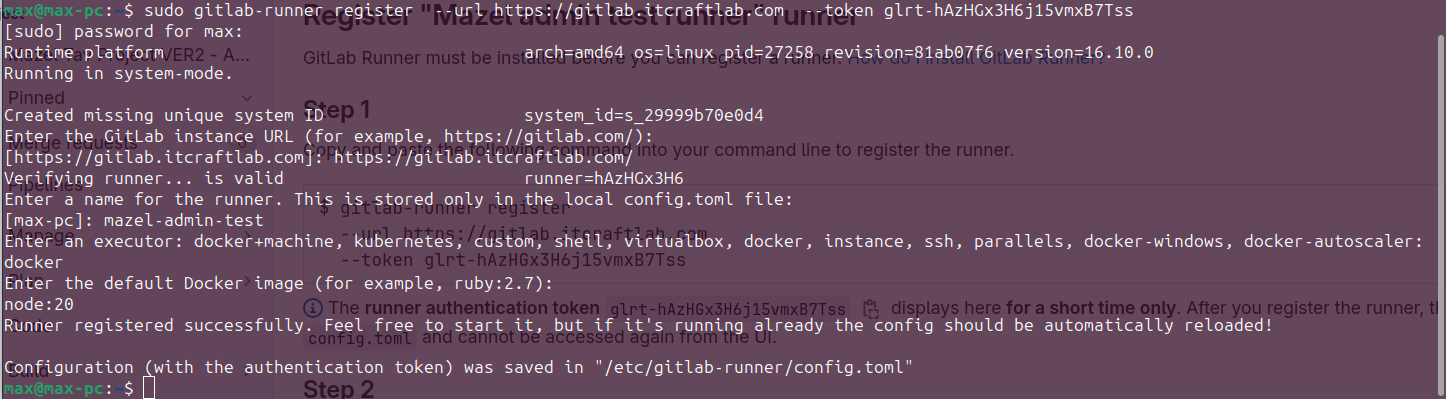 max@max-pc:~$ sudo gitlab-runner register --url https://gitlab.itcraftlab.com --token glrt-hAzHGx3H6j15vmxB7Tss
Register "Mazel admin test runner" runner
[sudo] password for max:
Runtime platform arch=amd64 os=linux pid=27258 revision=81ab07f6 version=16.10.0
GitLab Runner must be installed before you can register a runner. How do I install GitLab Runner?
Running in system-mode.
Pinned
Step 1
Created missing unique system ID system_id=s_29999b70e0d4
Enter the GitLab instance URL (for example, https://gitlab.com/):
Merge requests
Copy and paste the following command into your command line to register the runner.
[https://gitlab.itcraftlab.com]: https://gitlab.itcraftlab.com/
Verifying runner... is valid runner=hAzHGx3H6
Pipelines
Enter a name for the runner. This is stored only in the local config.toml file:
$ gitlab-runner register
[max-pc]: mazel-admin-test
Manage
--url https://gitlab.itcraftlab.com
Enter an executor: docker+machine, kubernetes, custom, shell, virtualbox, docker, instance, ssh, parallels, docker-windows, docker-autoscaler:
docker
--token glrt-hAzHGx3H6j15vmxB7Tss
Plan
Enter the default Docker image (for example, ruby:2.7):
node:20
The runner authentication token glrt-hAzHGx3H6j15vmxB7Tss displays here for a short time only. After you register the runner,
Runner registered successfully. Feel free to start it, but if it's running already the config should be automatically reloaded!
config.toml and cannot be accessed again from the UI.
Configuration (with the authentication token) was saved in "/etc/gitlab-runner/config.toml"
Build
max@max-pc:~$
Step 2